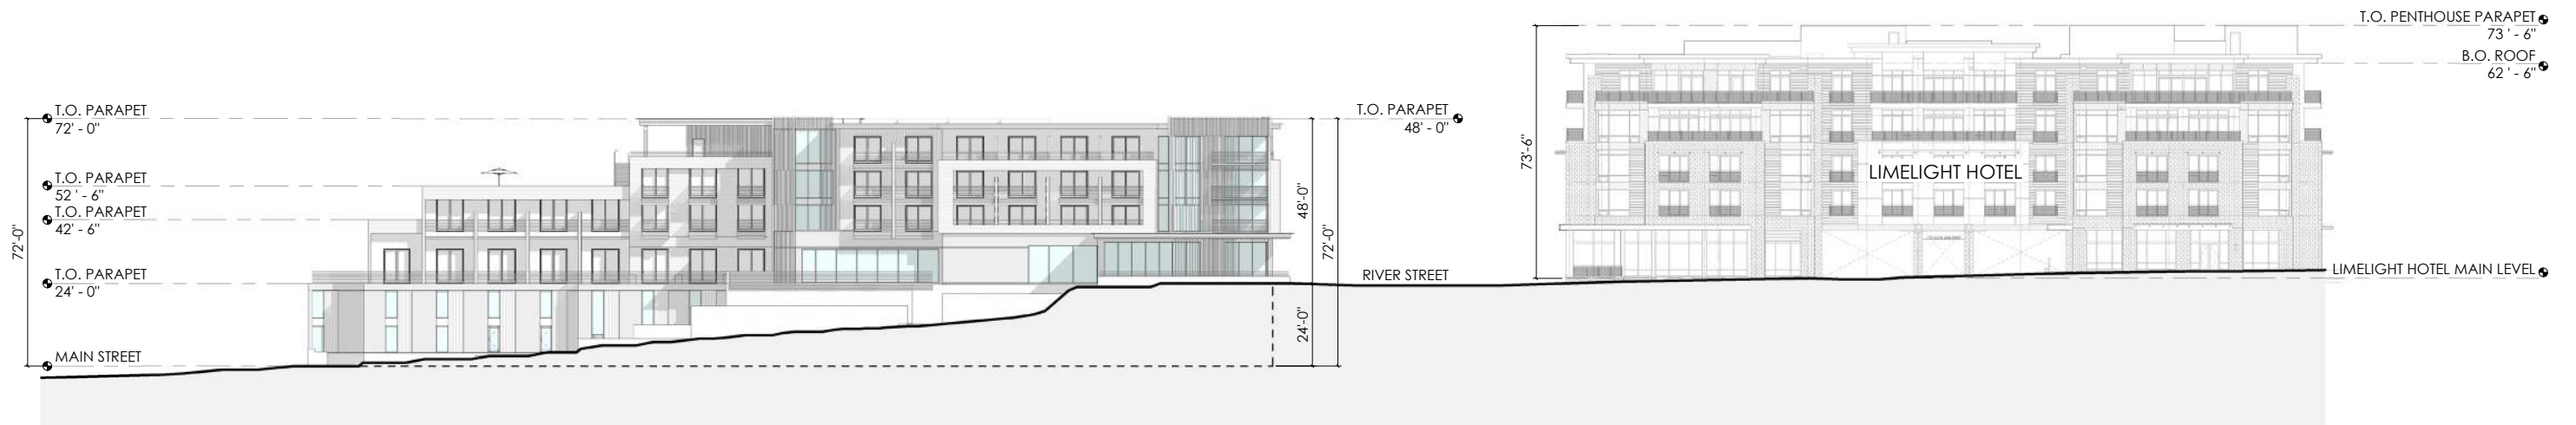 T.O. PENTHOUSE PARAPET
73 ' - 6"
B.O. ROOF
62 ' - 6"
T.O. PARAPET
72' - 0"
T.O. PARAPET
48' - 0"
T.O. PARAPET
52 ' - 6"
T.O. PARAPET
42' - 6"
T.O. PARAPET
24' - 0"
MAIN STREET
72'-0"
48'-0"
72'-0"
24'-0"
RIVER STREET
73'-6"
LIMELIGHT HOTEL
LIMELIGHT HOTEL MAIN LEVEL